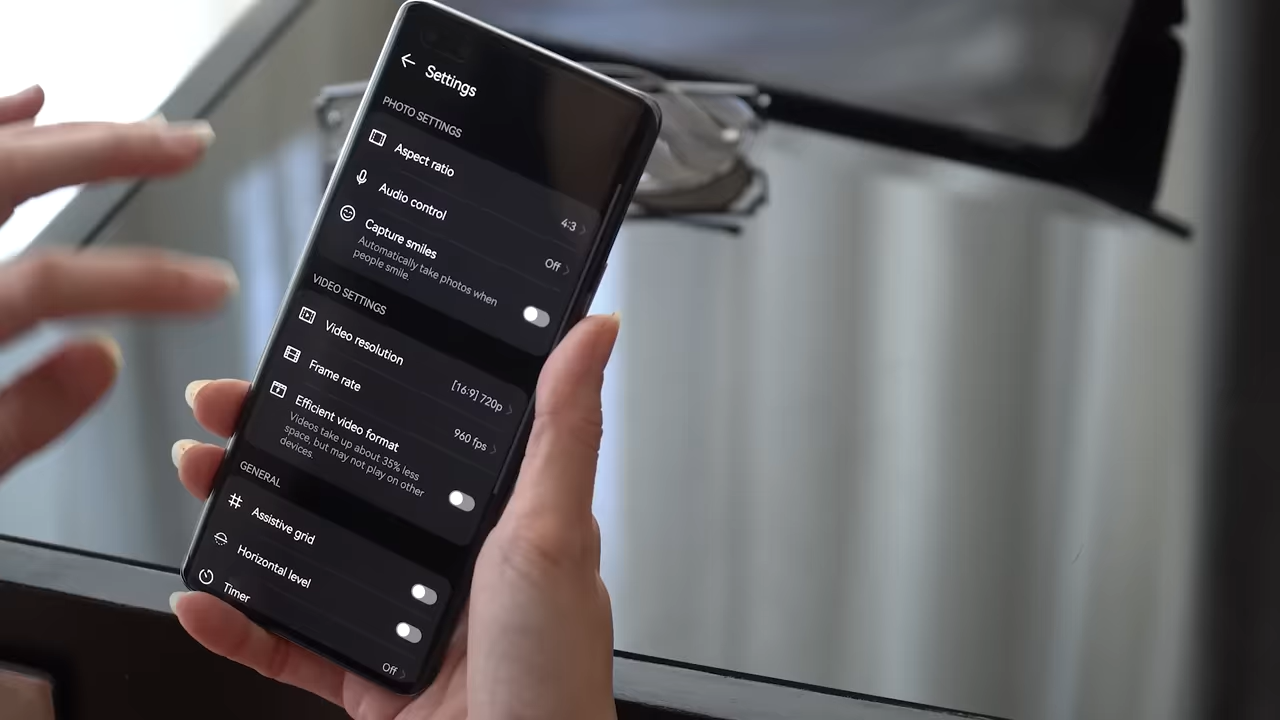 Settings
PHOTO SETTINGS
Aspect ratio
4:3
Audio control
Off
Capture smiles
Automatically take photos when
people smile.
VIDEO SETTINGS
Video resolution
[16:9] 720p
Frame rate
960 fps
Efficient video format
Videos take up about 35% less
space, but may not play on other
devices.
GENERAL
Assistive grid
Horizontal level
Timer
Off